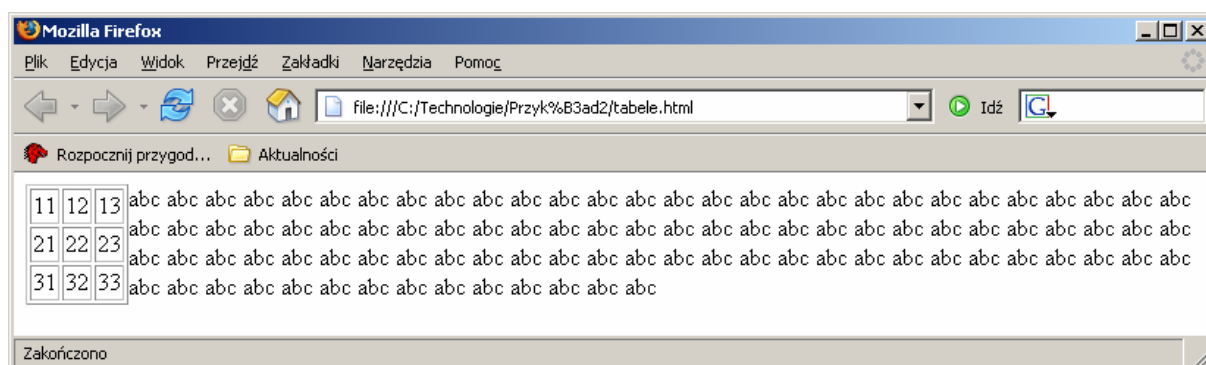 Mozilla Firefox
Plik Edycja Widok Przejdź Zakładki Narzędzia Pomoc
file:///C:/Technologie/Przyk%B3ad2/tabele.html Idź G
Rozpocznij przygod... Aktualności
11 12 13
21 22 23
31 32 33
abc abc abc abc abc abc abc abc abc abc abc abc abc abc abc abc abc abc abc abc abc abc abc abc abc abc abc abc
abc abc abc abc abc abc abc abc abc abc abc abc abc abc abc abc abc abc abc abc abc abc abc abc abc abc abc abc
abc abc abc abc abc abc abc abc abc abc abc abc abc abc abc abc abc abc abc abc abc abc abc abc abc abc abc abc
abc abc abc abc abc abc abc abc abc abc abc abc abc abc
Zakończono